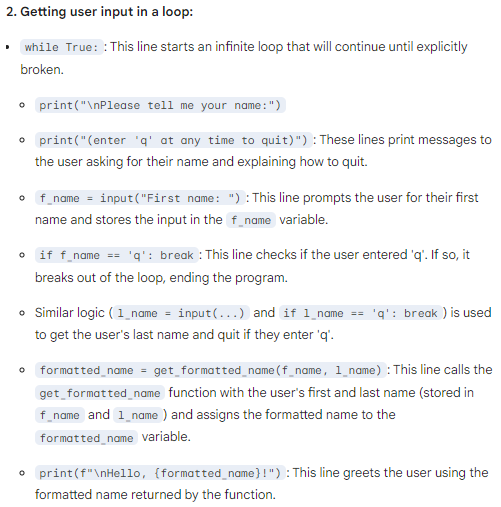 2. Getting user input in a loop:
• while True: : This line starts an infinite loop that will continue until explicitly
broken.
○ print("\nPlease tell me your name:")
○ print("(enter 'q' at any time to quit)") : These lines print messages to
the user asking for their name and explaining how to quit.
○ f_name = input("First name: ") : This line prompts the user for their first
name and stores the input in the f_name variable.
○ if f_name == 'q': break : This line checks if the user entered 'q'. If so, it
breaks out of the loop, ending the program.
○ Similar logic ( l_name = input(...) and if l_name == 'q': break ) is used
to get the user's last name and quit if they enter 'q'.
○ formatted_name = get_formatted_name(f_name, l_name) : This line calls the
get_formatted_name function with the user's first and last name (stored in
f_name and l_name ) and assigns the formatted name to the
formatted_name variable.
○ print(f"\nHello, {formatted_name}!") : This line greets the user using the
formatted name returned by the function.